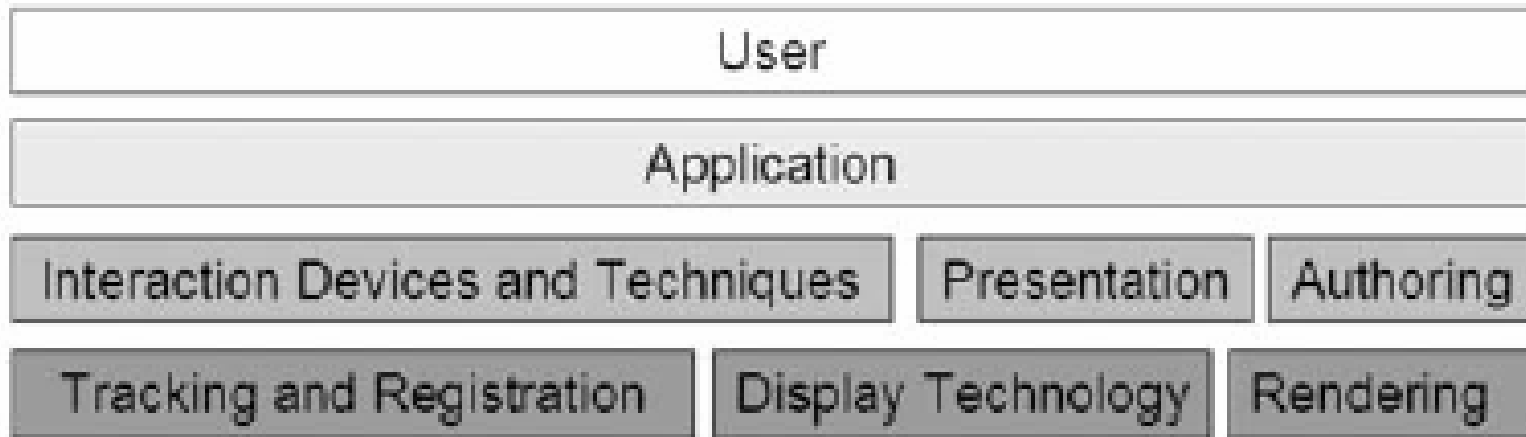 User
Application
Interaction Devices and Techniques
Presentation
Authoring
Tracking and Registration
Display Technology
Rendering